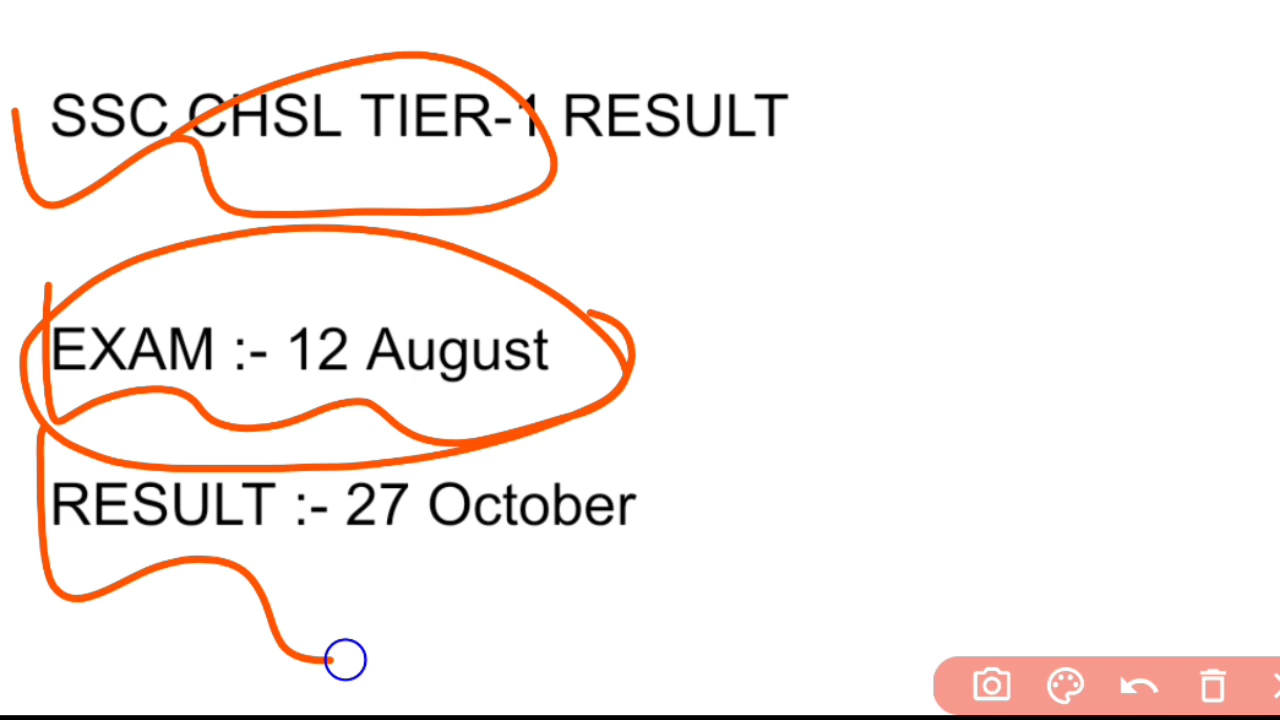 SSC CHSL TIER-1 RESULT
EXAM :- 12 August
RESULT :- 27 October